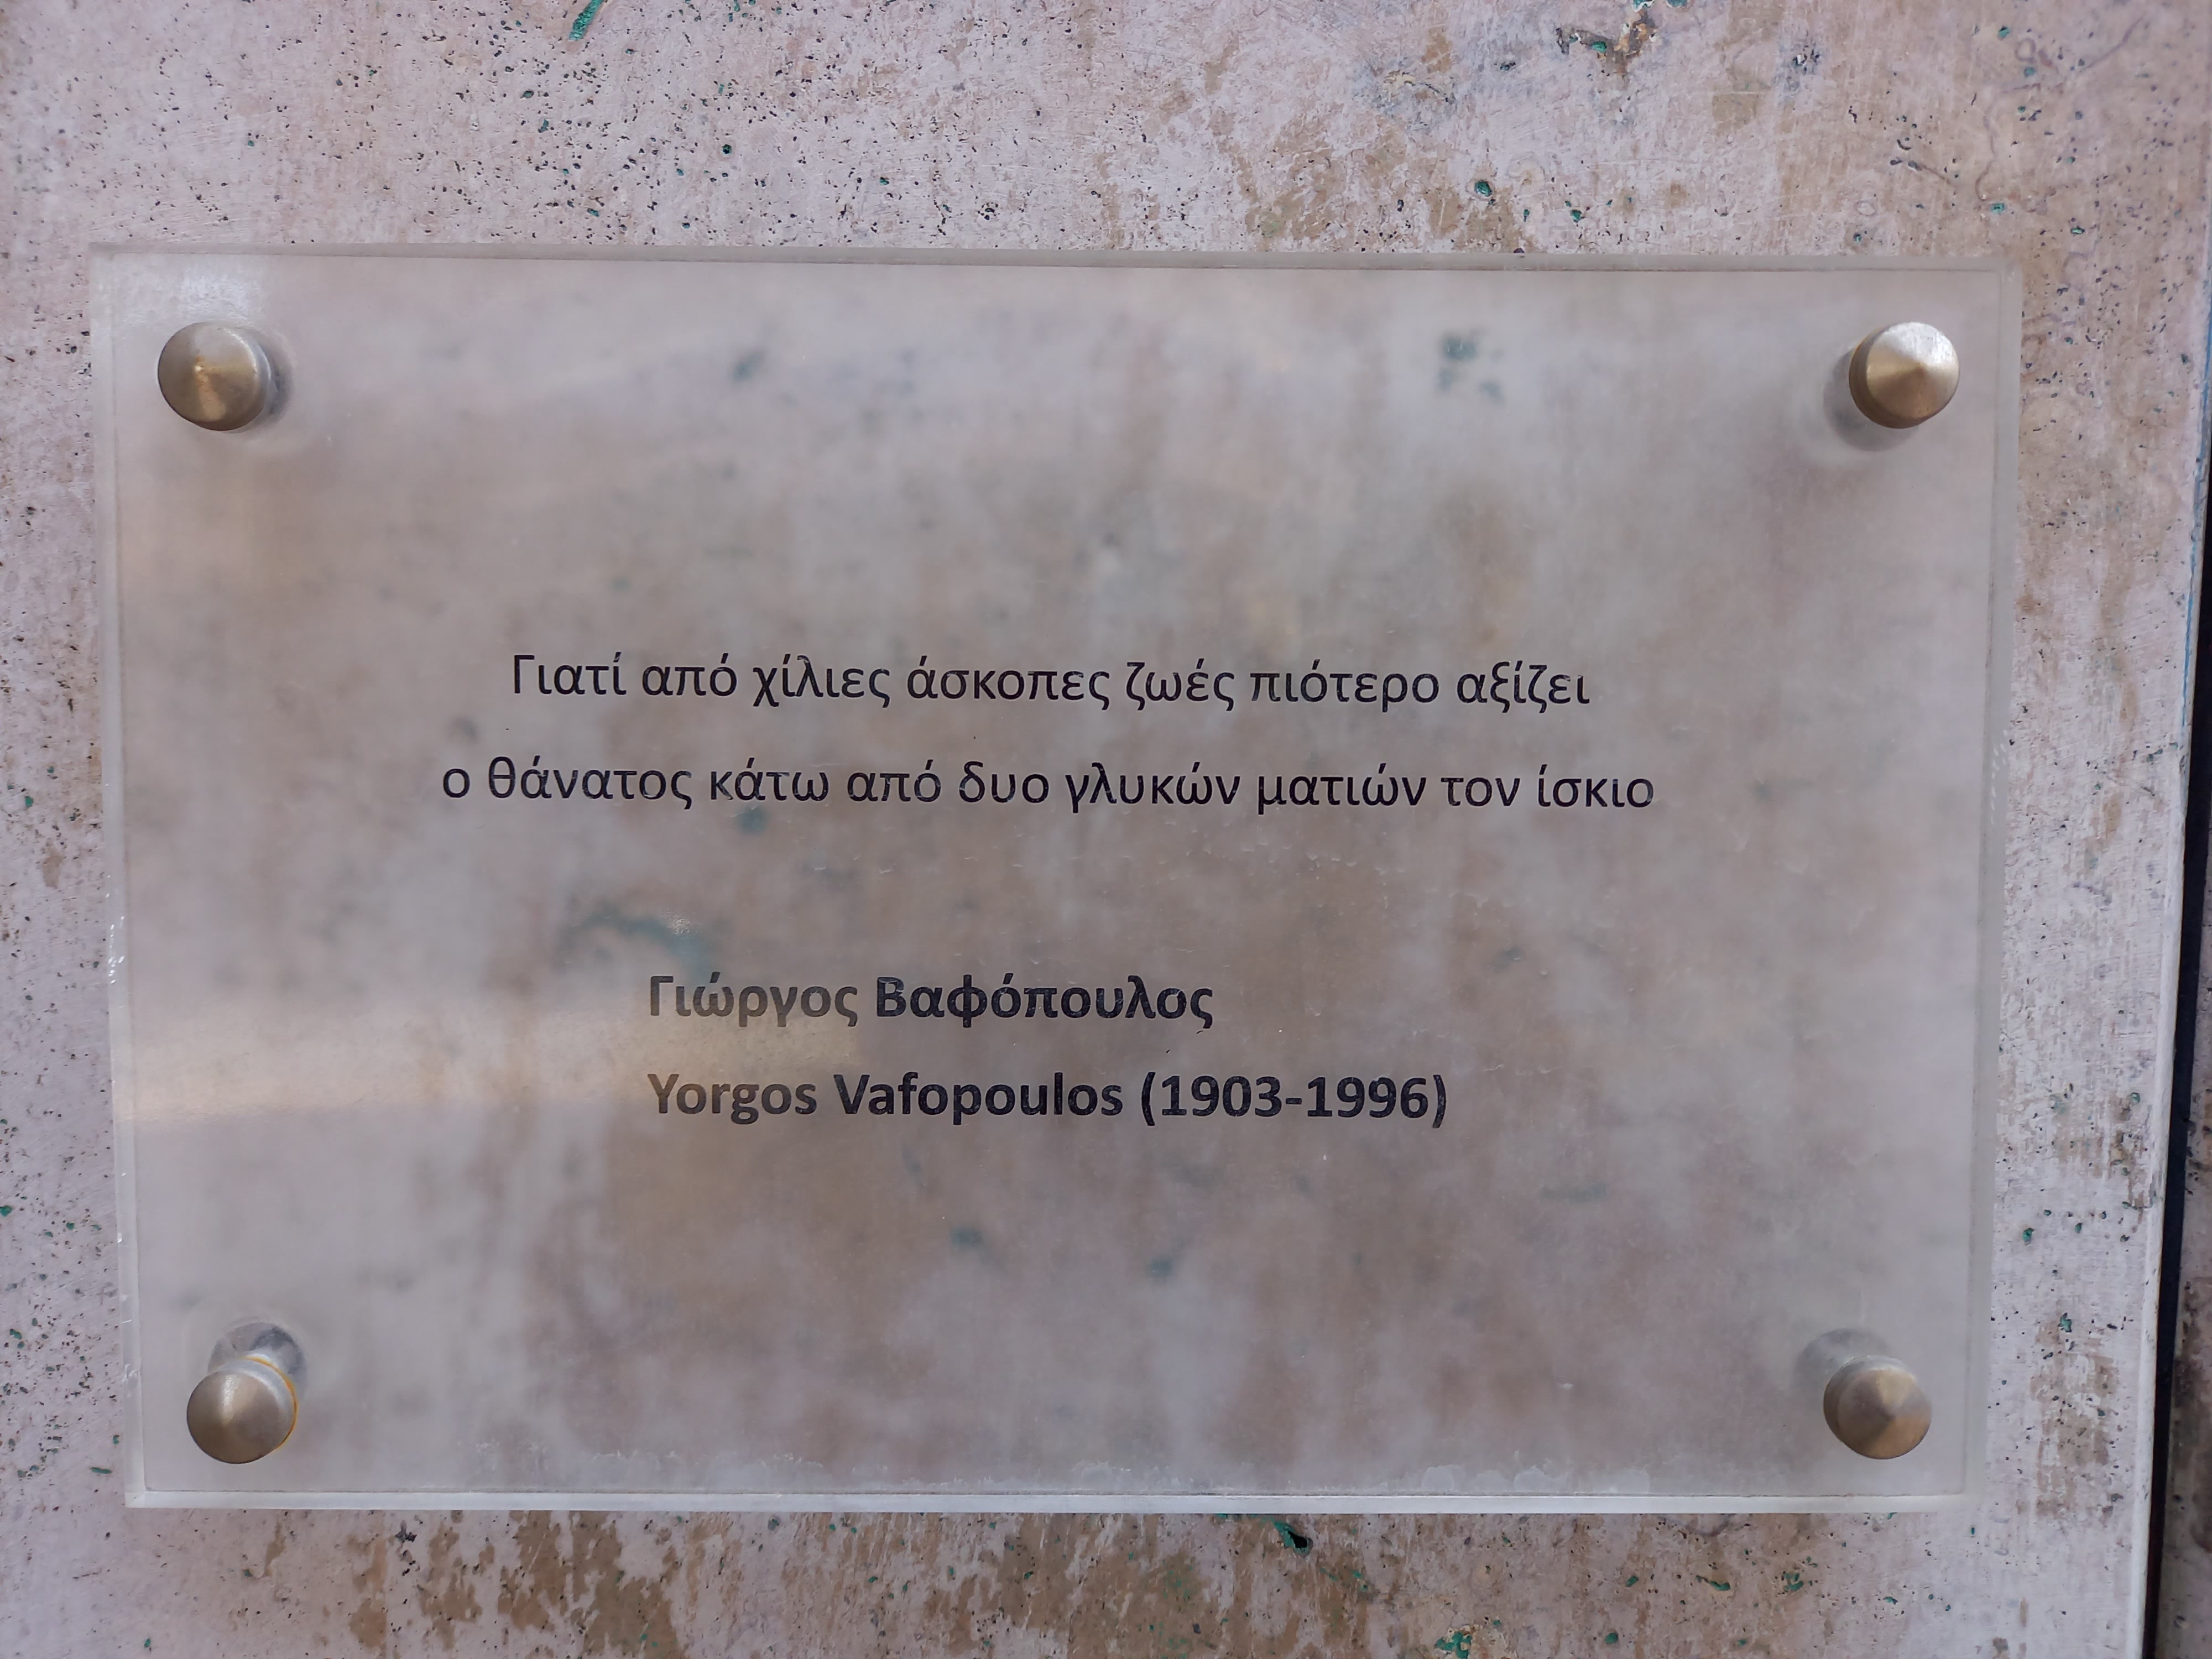 Γιατί από χίλιες άσκοπες ζωές πιότερο αξίζει
ο θάνατος κάτω από δυο γλυκών ματιών τον ίσκιο
Γιώργος Βαφόπουλος
Yorgos Vafopoulos (1903-1996)